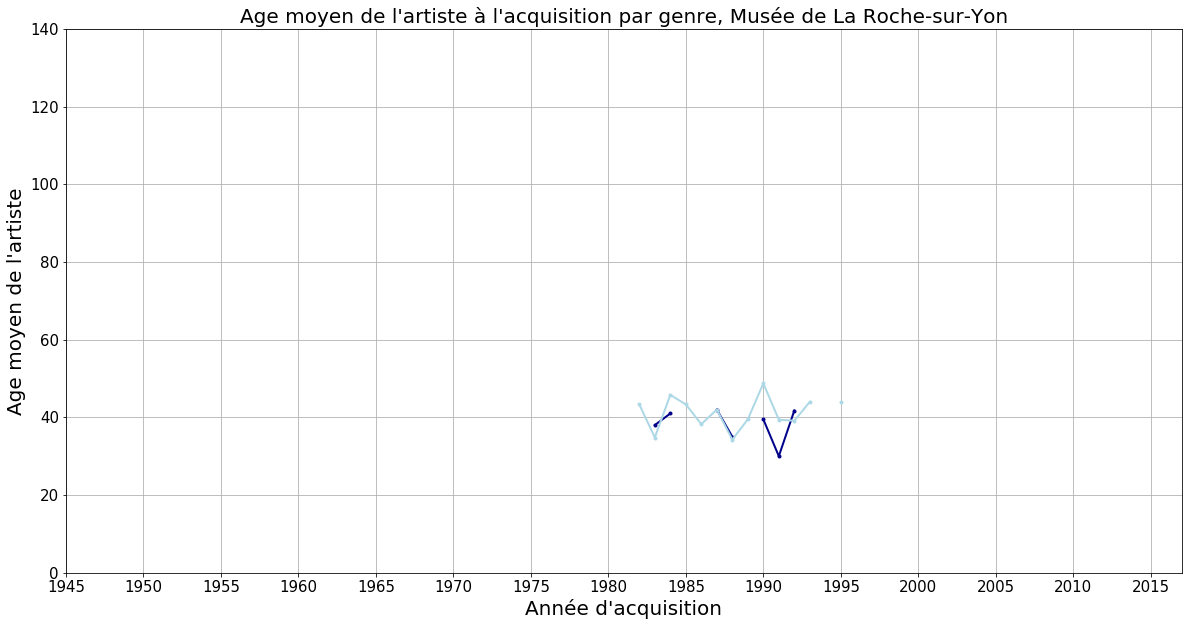 Age moyen de l'artiste à l'acquisition par genre, Musée de La Roche-sur-Yon
Age moyen de l'artiste
140
120
100
80
60
40
20
0
1945 1950 1955 1960 1965 1970 1975 1980 1985 1990 1995 2000 2005 2010 2015
Année d'acquisition